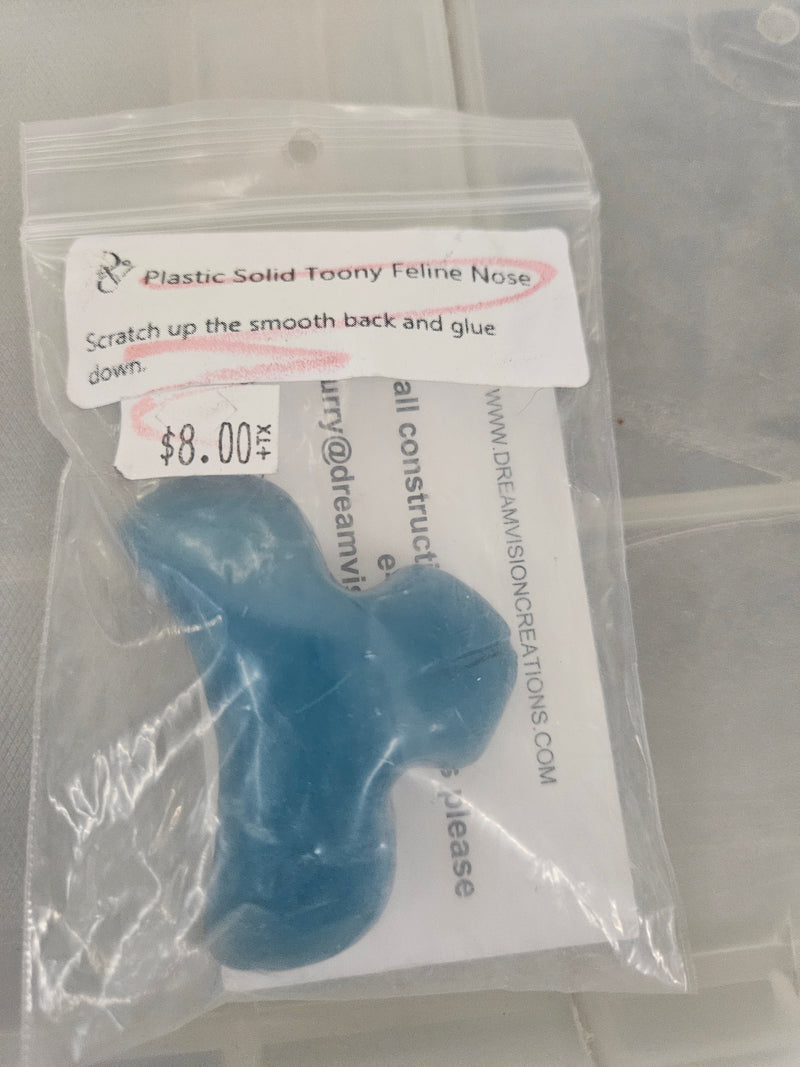 Plastic Solid Toony Feline Nose
Scratch up the smooth back and glue
down.
$8.00+TX
WWW.DREAMVISIONCREATIONS.COM
all constructi
e
urry@dreamvis
s please